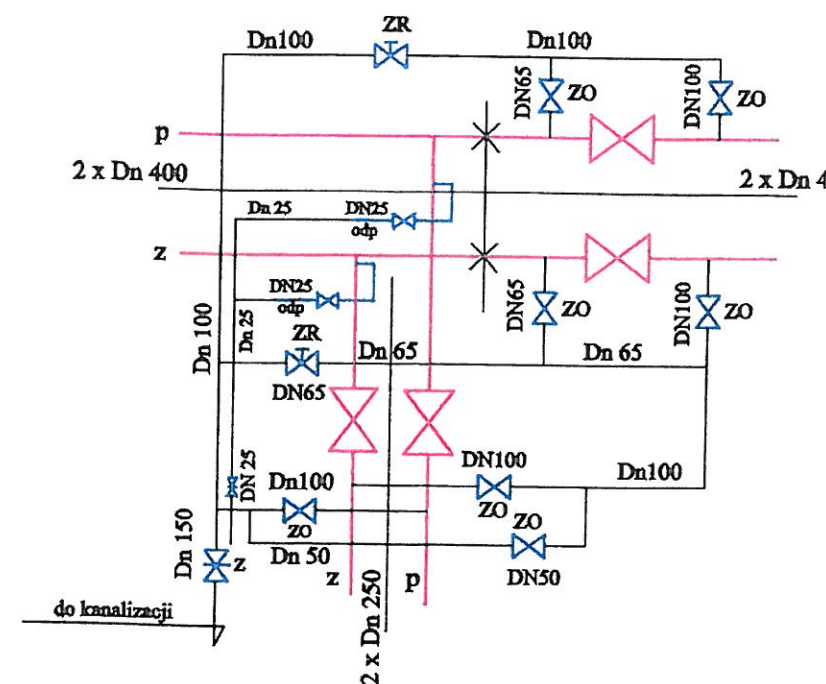 ZR
Dn100
Dn100
DN65
ZO
DN100
ZO
p
2 x Dn 400
2 x Dn 4
Dn 25
DN25
odp
z
DN25
odp
DN65
ZO
DN100
ZO
Dn 100
Dn 25
ZR
Dn 65
Dn 65
DN65
DN 25
Dn100
ZO
DN100
ZO
Dn100
ZO
DN50
Dn 150
z
Dn 50
z
p
2 x Dn 250
do kanalizacji